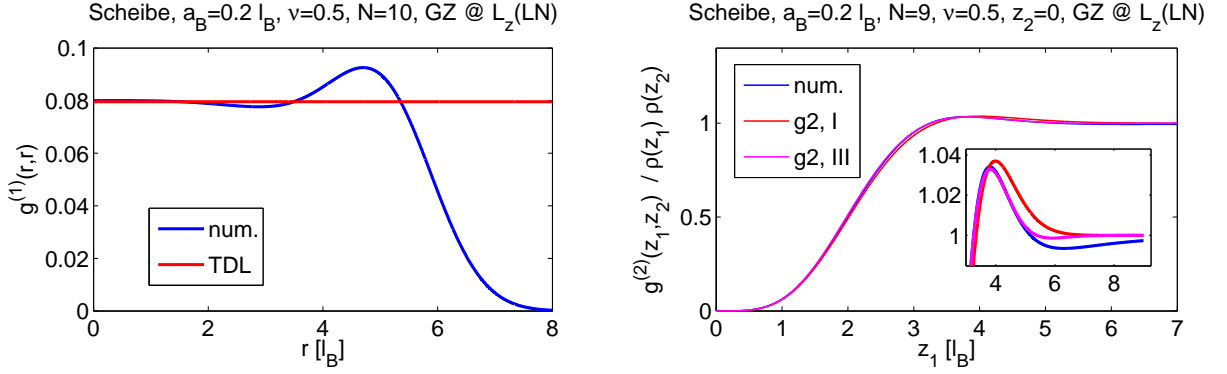 Scheibe, a_B=0.2 l_B, ν=0.5, N=10, GZ @ L_z(LN)
0.1
0.08
0.06
0.04
0.02
0
g^(1)(r,r)
num.
TDL
0 2 4 6 8
r [l_B]
Scheibe, a_B=0.2 l_B, N=9, ν=0.5, z_2=0, GZ @ L_z(LN)
1
0.5
0
g^(2)(z_1,z_2) / ρ(z_1) ρ(z_2)
num.
g2, I
g2, III
1.04
1.02
1
4 6 8
0 1 2 3 4 5 6 7
z_1 [l_B]